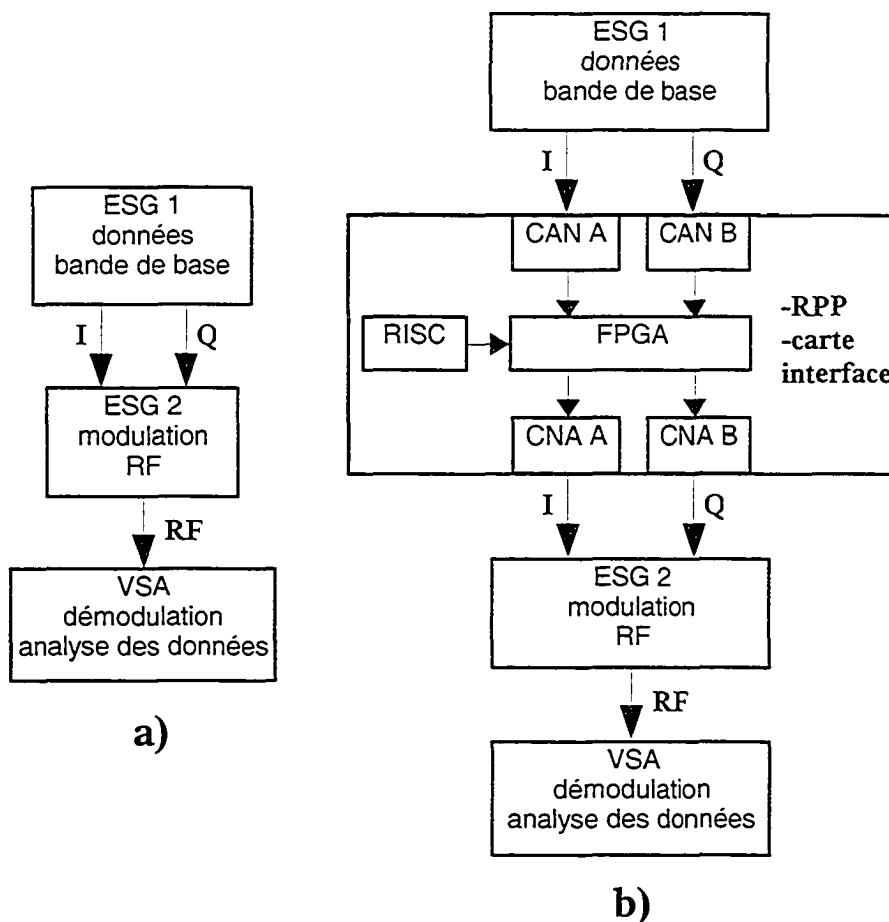 ESG 1
données
bande de base
I Q
ESG 2
modulation
RF
RF
VSA
démodulation
analyse des données
a)
ESG 1
données
bande de base
I Q
CAN A CAN B
RISC FPGA
-RPP
-carte
interface
CNA A CNA B
I Q
ESG 2
modulation
RF
RF
VSA
démodulation
analyse des données
b)